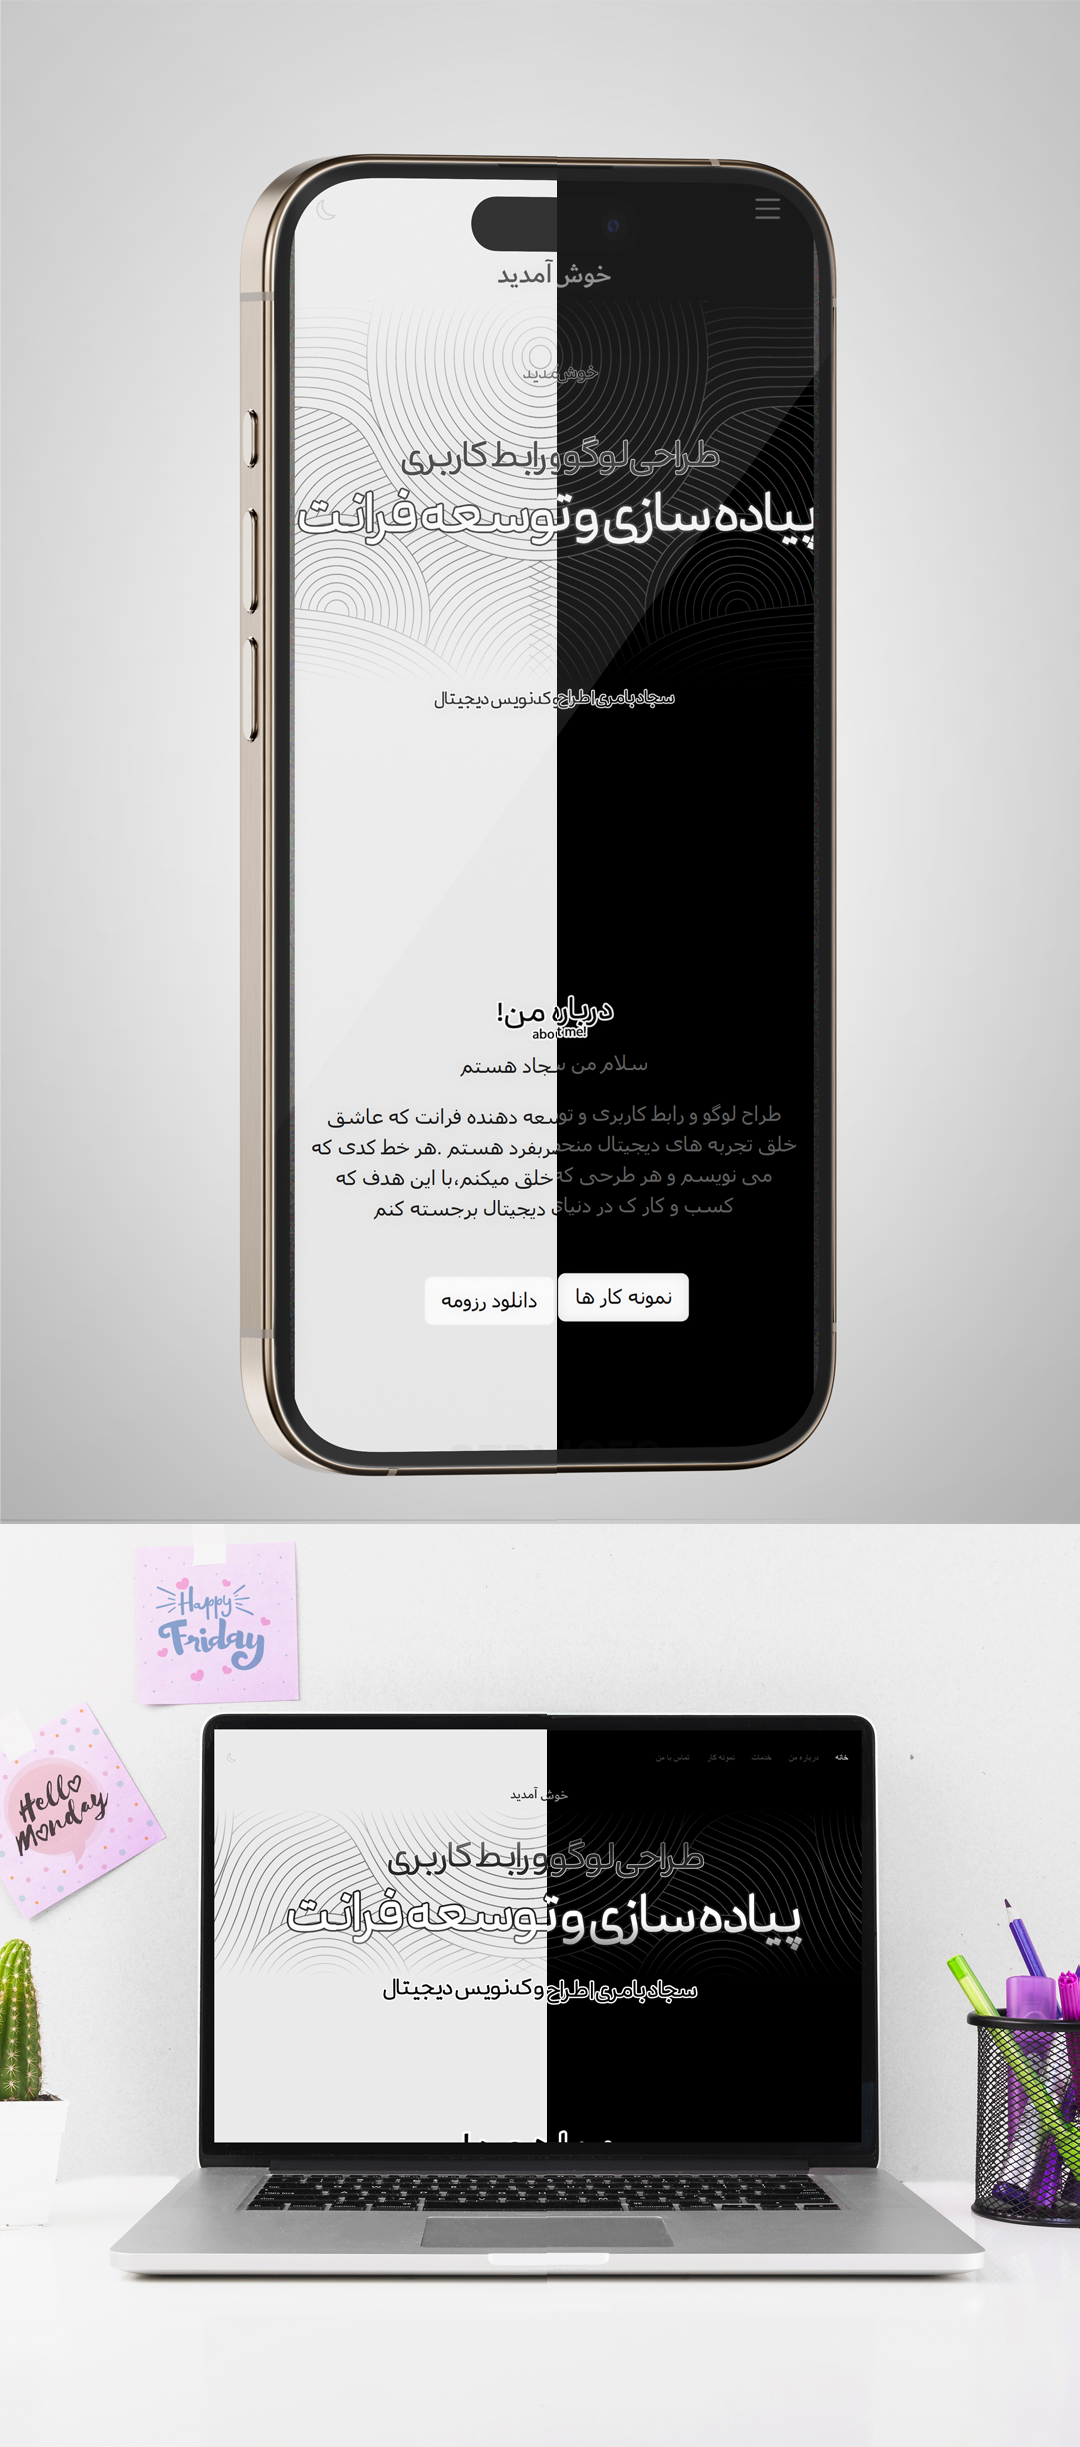 خوش آمدید
خوش مدید
طراحی لوگو و رابط کاربری
پیاده سازی و توسعه فرانت
سجاد بامری | طراح و کدنویس دیجیتال
درباره من!
abo t me!
سلام من سجاد هستم
طراح لوگو و رابط کاربری و توسعه دهنده فرانت که عاشق
خلق تجربه های دیجیتال منحصربفرد هستم .هر خط کدی که
می نویسم و هر طرحی که خلق میکنم،با این هدف که
کسب و کار ک در دنیای دیجیتال برجسته کنم
نمونه کار ها
دانلود رزومه
Happy
Friday
Hello
Monday
خانه
درباره من
خدمات
نمونه کار
تماس با من
خوش آمدید
طراحی لوگو و رابط کاربری
پیاده سازی و توسعه فرانت
سجاد بامری | طراح و کدنویس دیجیتال